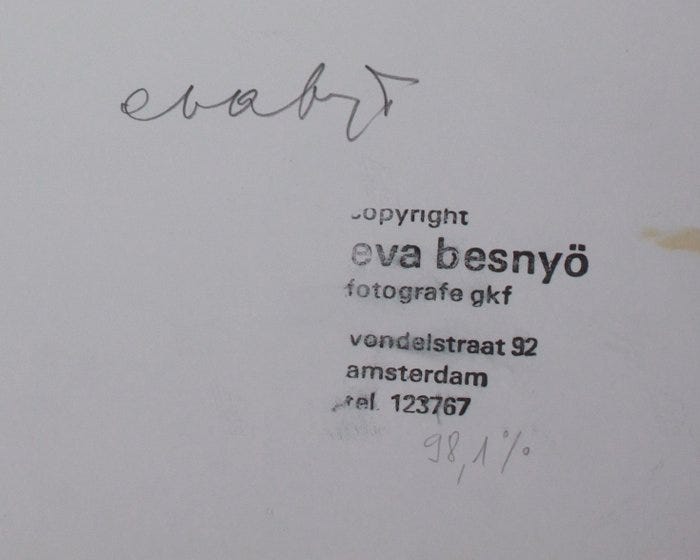 copyright
eva besnyö
fotografe gkf
vondelstraat 92
amsterdam
tel. 123767
98,1%